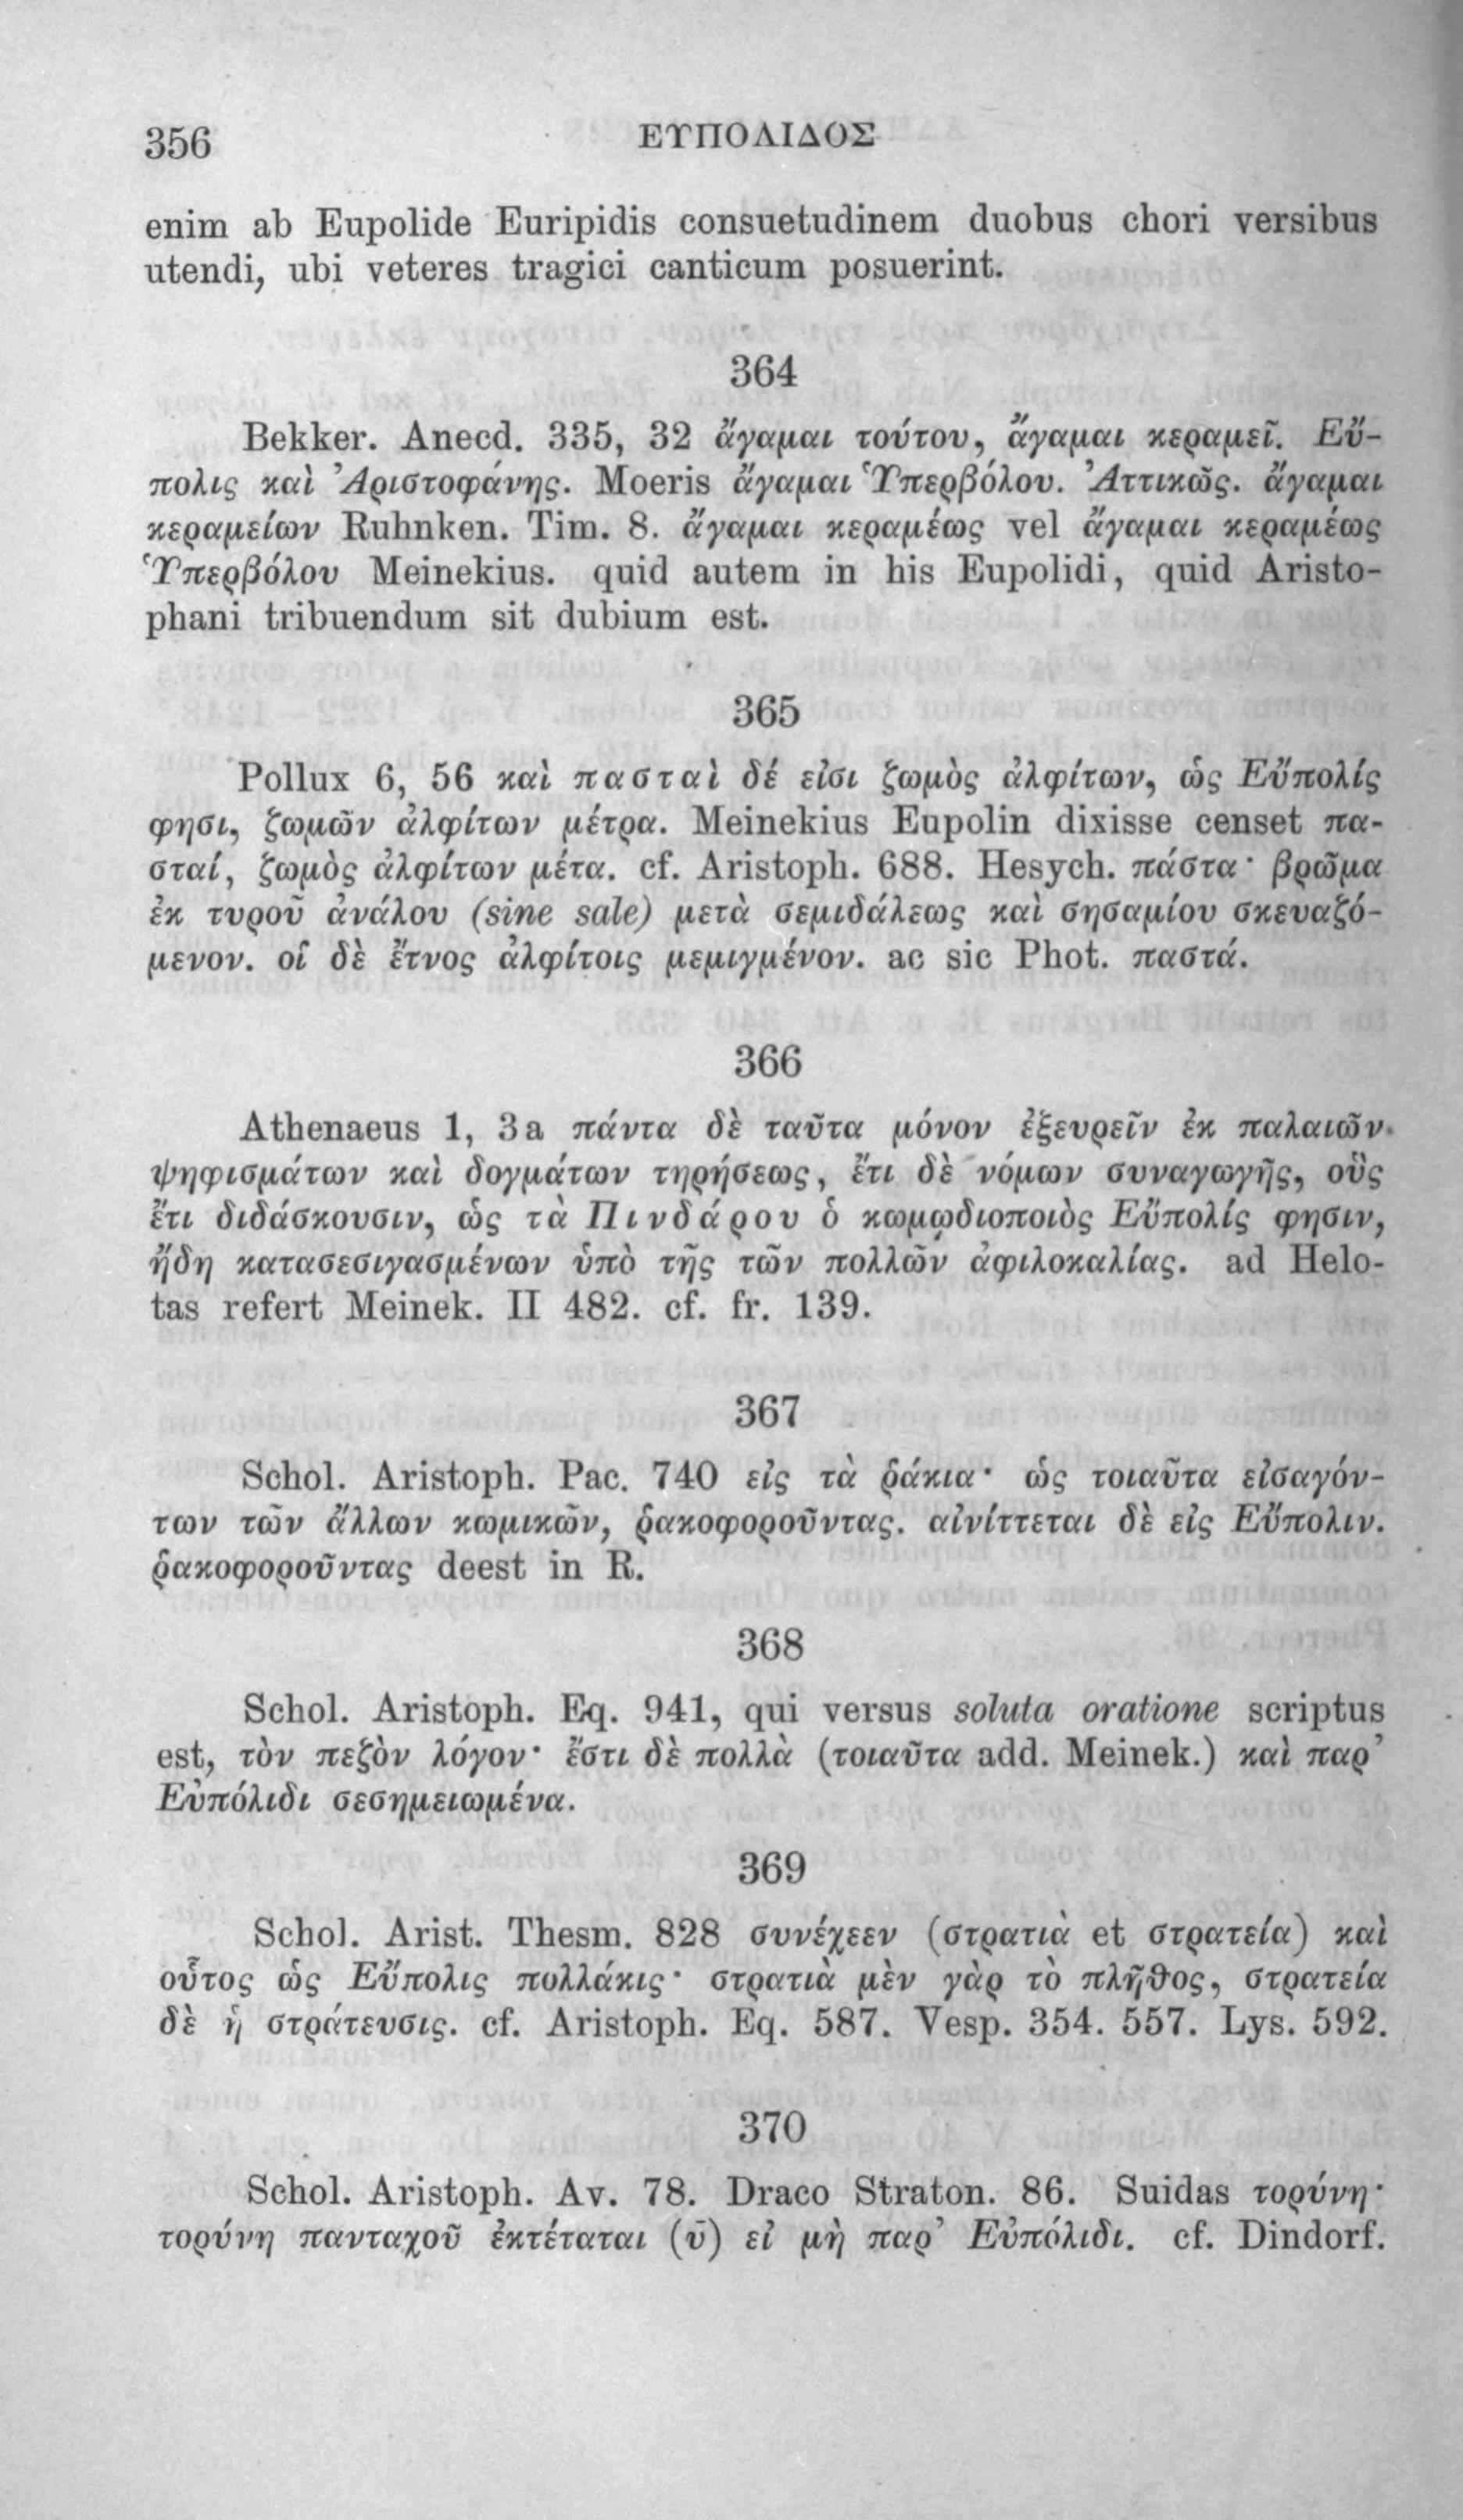 356 ΕΥΠΟΛΙΔΟΣ
enim ab Eupolide Euripidis consuetudinem duobus chori versibus
utendi, ubi veteres tragici canticum posuerint.
364
Bekker. Anecd. 335, 32 ἄγαμαι τούτου, ἄγαμαι κεραμεῖ. Εὔ-
πολις καὶ Ἀριστοφάνης. Moeris ἄγαμαι Ὑπερβόλου. Ἀττικῶς. ἄγαμαι
κεραμείων Ruhnken. Tim. 8. ἄγαμαι κεραμέως vel ἄγαμαι κεραμέως
Ὑπερβόλου Meinekius. quid autem in his Eupolidi, quid Aristo-
phani tribuendum sit dubium est.
365
Pollux 6, 56 καὶ πασταὶ δέ εἰσι ζωμὸς ἀλφίτων, ὡς Εὔπολίς
φησι, ζωμῶν ἀλφίτων μέτρα. Meinekius Eupolin dixisse censet πα-
σταί, ζωμὸς ἀλφίτων μέτα. cf. Aristoph. 688. Hesych. πάστα· βρῶμα
ἐκ τυροῦ ἀνάλου (sine sale) μετὰ σεμιδάλεως καὶ σησαμίου σκευαζό-
μενον. οἱ δὲ ἔτνος ἀλφίτοις μεμιγμένον. ac sic Phot. παστά.
366
Athenaeus 1, 3a πάντα δὲ ταῦτα μόνον ἐξευρεῖν ἐκ παλαιῶν
ψηφισμάτων καὶ δογμάτων τηρήσεως, ἔτι δὲ νόμων συναγωγῆς, οὓς
ἔτι διδάσκουσιν, ὡς τὰ Πινδάρου ὁ κωμῳδιοποιὸς Εὔπολίς φησιν,
ἤδη κατασεσιγασμένων ὑπὸ τῆς τῶν πολλῶν ἀφιλοκαλίας. ad Helo-
tas refert Meinek. II 482. cf. fr. 139.
367
Schol. Aristoph. Pac. 740 εἰς τὰ ῥάκια· ὡς τοιαῦτα εἰσαγόν-
των τῶν ἄλλων κωμικῶν, ῥακοφοροῦντας. αἰνίττεται δὲ εἰς Εὔπολιν.
ῥακοφοροῦντας deest in R.
368
Schol. Aristoph. Eq. 941, qui versus soluta oratione scriptus
est, τὸν πεζὸν λόγον· ἔστι δὲ πολλὰ (τοιαῦτα add. Meinek.) καὶ παρ’
Εὐπόλιδι σεσημειωμένα.
369
Schol. Arist. Thesm. 828 συνέχεεν (στρατιὰ et στρατεία) καὶ
οὗτος ὡς Εὔπολις πολλάκις· στρατιὰ μὲν γὰρ τὸ πλῆθος, στρατεία
δὲ ἡ στράτευσις. cf. Aristoph. Eq. 587. Vesp. 354. 557. Lys. 592.
370
Schol. Aristoph. Av. 78. Draco Straton. 86. Suidas τορύνη·
τορύνη πανταχοῦ ἐκτέταται (ῡ) εἰ μὴ παρ’ Εὐπόλιδι. cf. Dindorf.